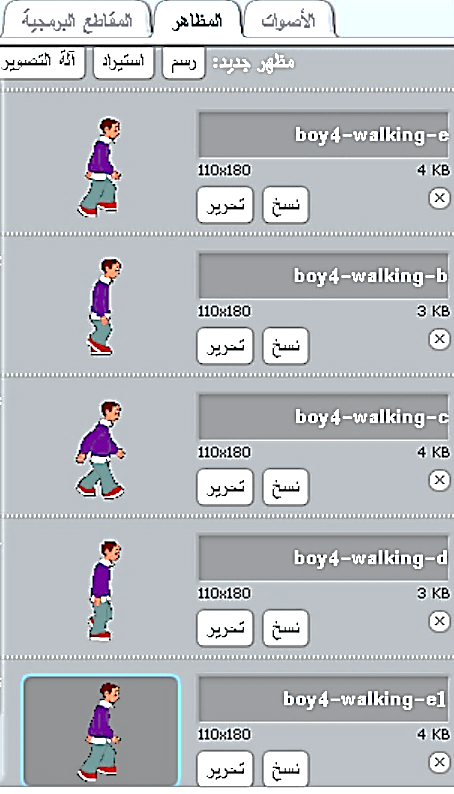 الأصوات المظاهر المقاطع البرمجية
مظهر جديد: رسم استيراد آلة التصوير
boy4-walking-e
110x180 4 KB
نسخ تحرير
boy4-walking-b
110x180 3 KB
نسخ تحرير
boy4-walking-c
110x180 4 KB
نسخ تحرير
boy4-walking-d
110x180 3 KB
نسخ تحرير
boy4-walking-e1
110x180 4 KB
نسخ تحرير